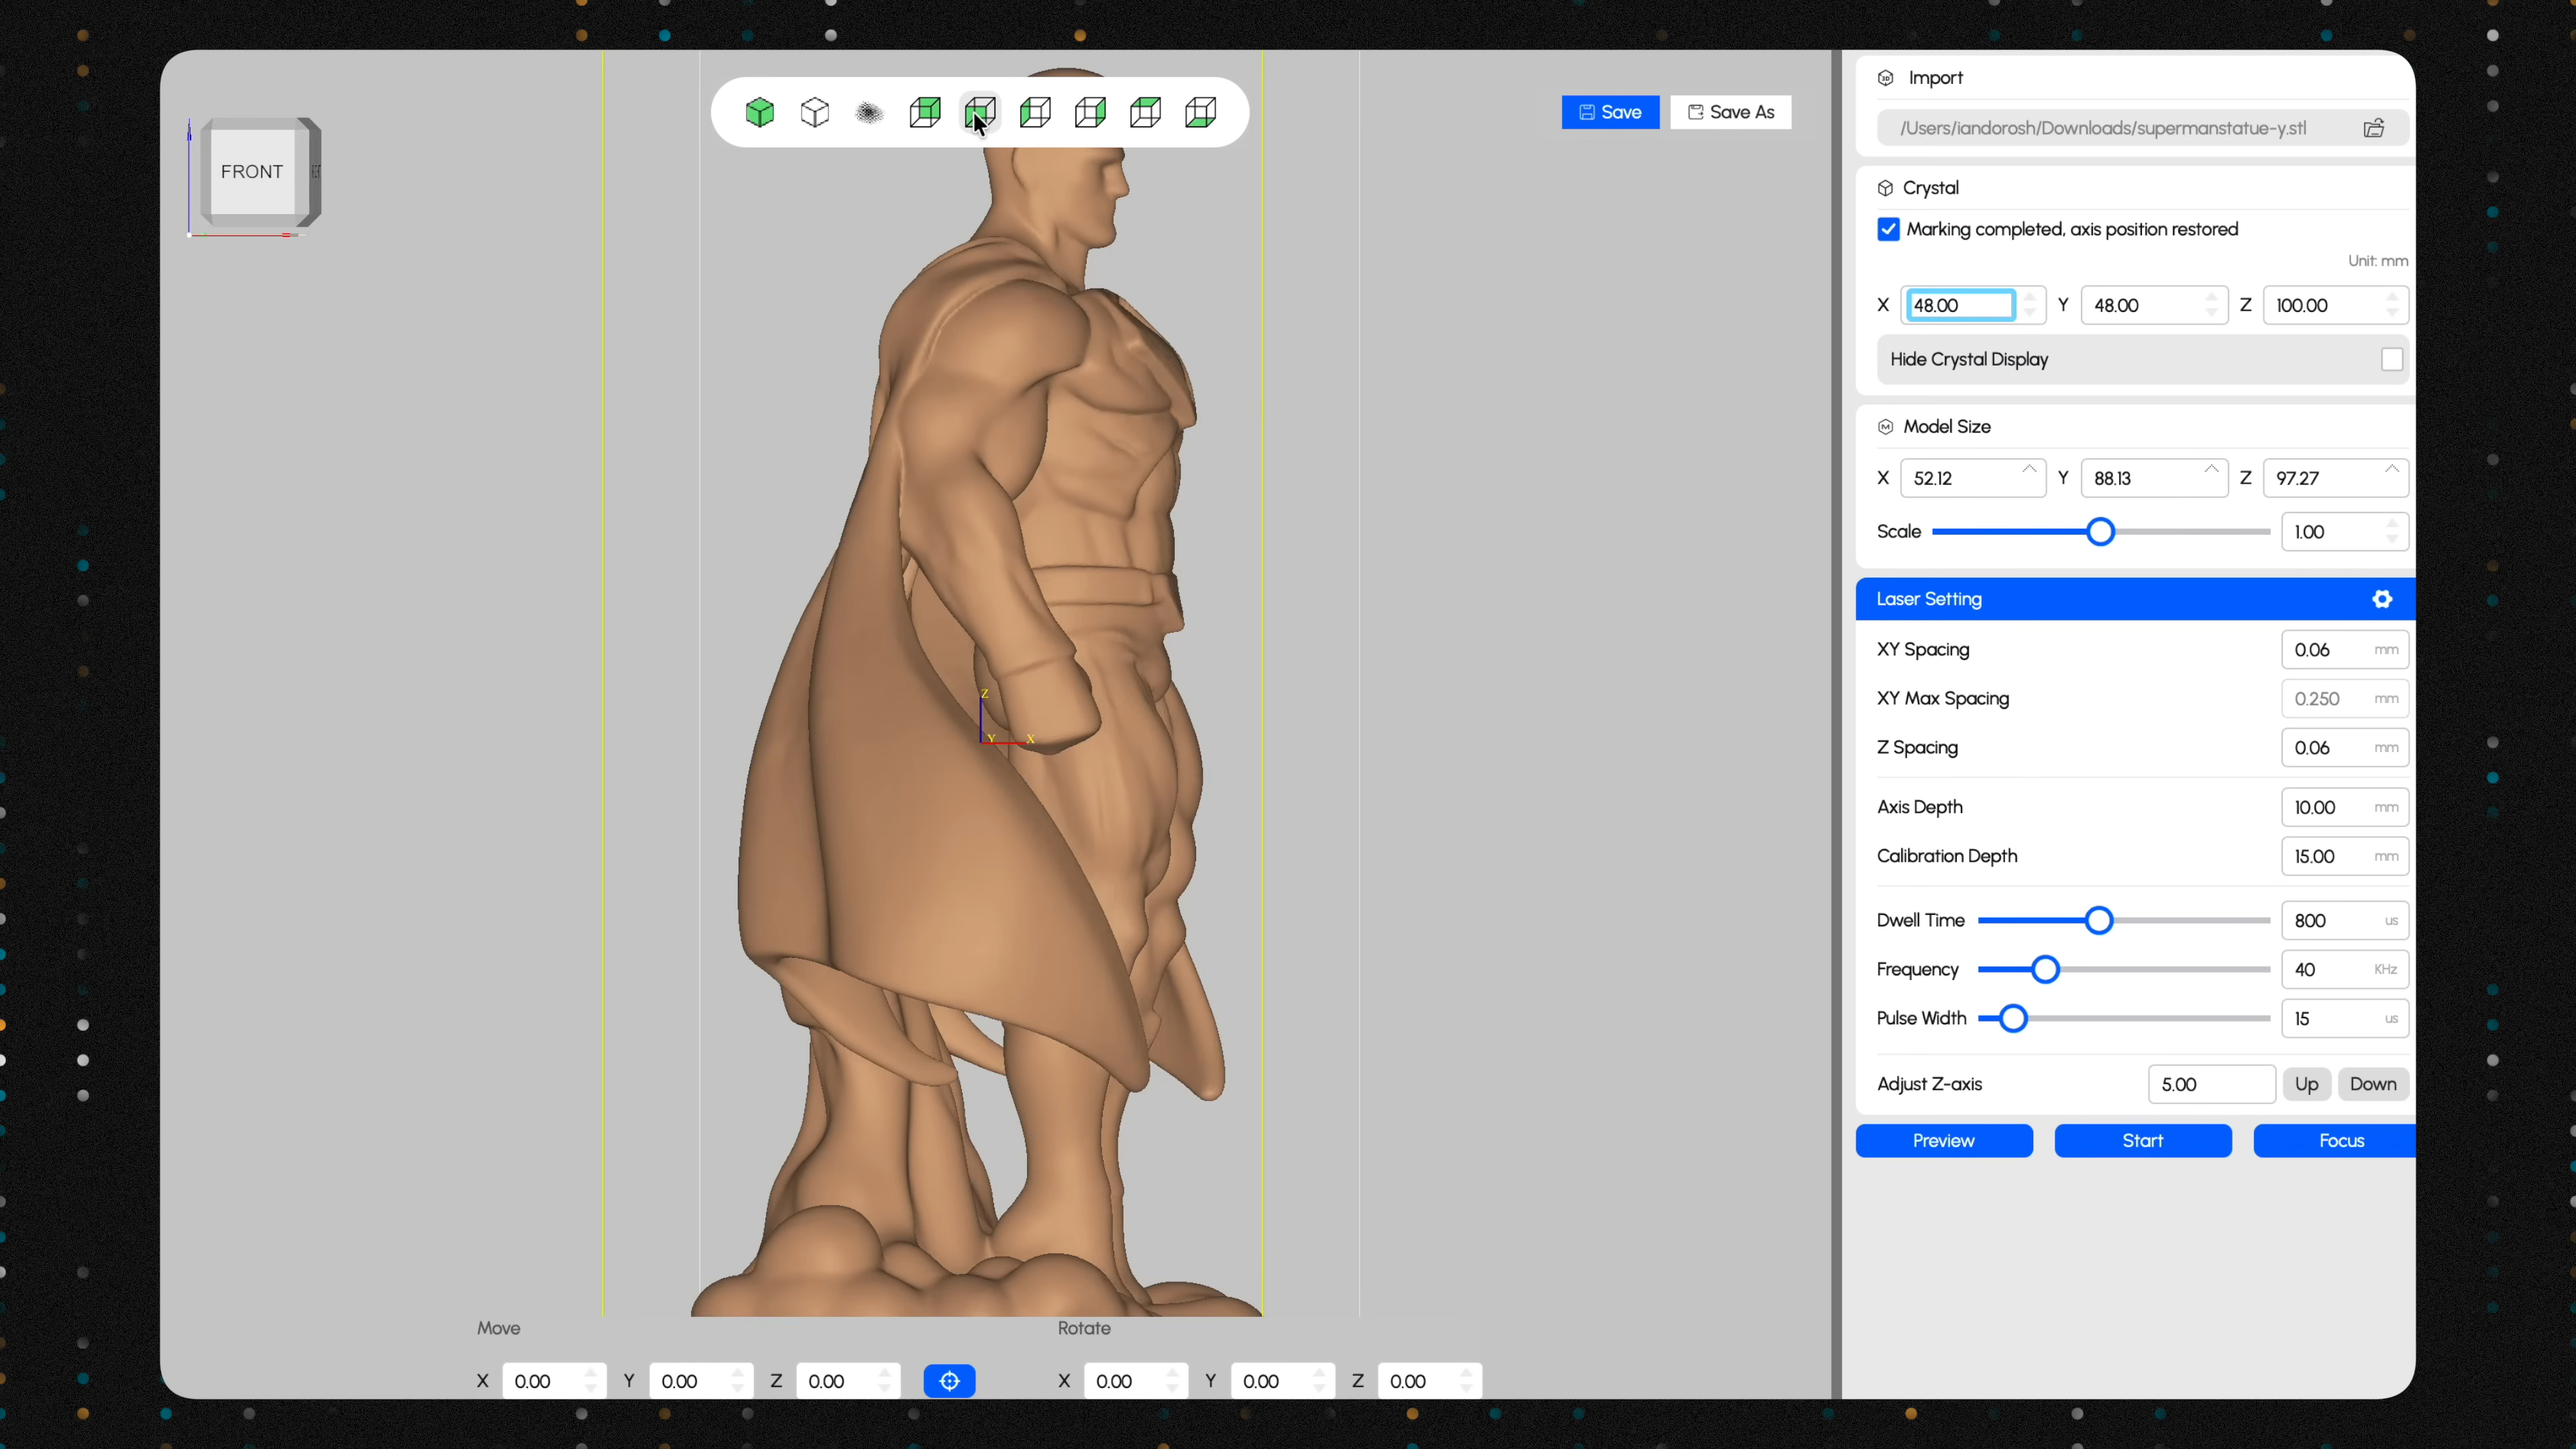 Save
Save As
FRONT
Z
Y
X
Move
Rotate
X 0.00 Y 0.00 Z 0.00
X 0.00 Y 0.00 Z 0.00
Import
/Users/iandorosh/Downloads/supermanstatue-y.stl
Crystal
Marking completed, axis position restored
Unit: mm
X 48.00 Y 48.00 Z 100.00
Hide Crystal Display
Model Size
X 52.12 Y 88.13 Z 97.27
Scale 1.00
Laser Setting
XY Spacing 0.06 mm
XY Max Spacing 0.250 mm
Z Spacing 0.06 mm
Axis Depth 10.00 mm
Calibration Depth 15.00 mm
Dwell Time 800 us
Frequency 40 KHz
Pulse Width 15 us
Adjust Z-axis 5.00 Up Down
Preview Start Focus